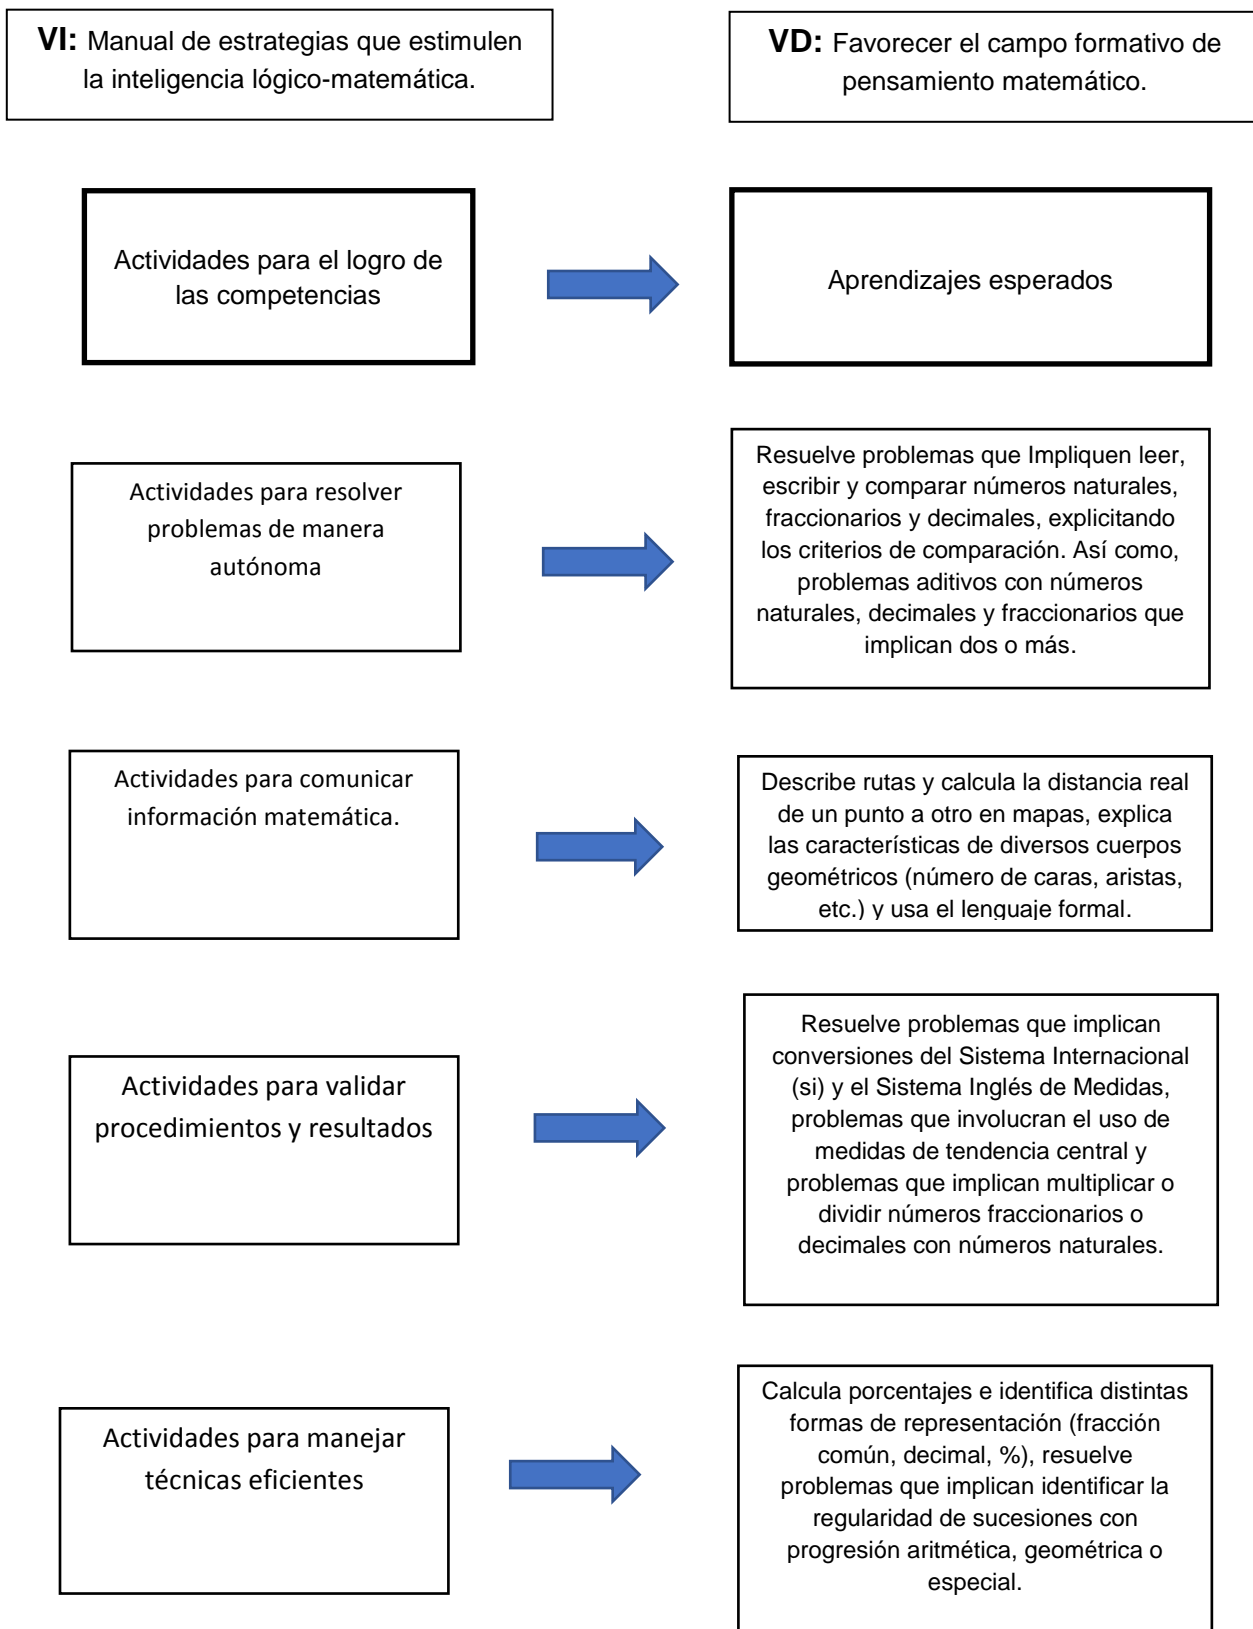 VI: Manual de estrategias que estimulen
la inteligencia lógico-matemática.
VD: Favorecer el campo formativo de
pensamiento matemático.
Actividades para el logro de
las competencias
Aprendizajes esperados
Actividades para resolver
problemas de manera
autónoma
Resuelve problemas que Impliquen leer,
escribir y comparar números naturales,
fraccionarios y decimales, explicitando
los criterios de comparación. Así como,
problemas aditivos con números
naturales, decimales y fraccionarios que
implican dos o más.
Actividades para comunicar
información matemática.
Describe rutas y calcula la distancia real
de un punto a otro en mapas, explica
las características de diversos cuerpos
geométricos (número de caras, aristas,
etc.) y usa el lenguaje formal.
Actividades para validar
procedimientos y resultados
Resuelve problemas que implican
conversiones del Sistema Internacional
(si) y el Sistema Inglés de Medidas,
problemas que involucran el uso de
medidas de tendencia central y
problemas que implican multiplicar o
dividir números fraccionarios o
decimales con números naturales.
Actividades para manejar
técnicas eficientes
Calcula porcentajes e identifica distintas
formas de representación (fracción
común, decimal, %), resuelve
problemas que implican identificar la
regularidad de sucesiones con
progresión aritmética, geométrica o
especial.